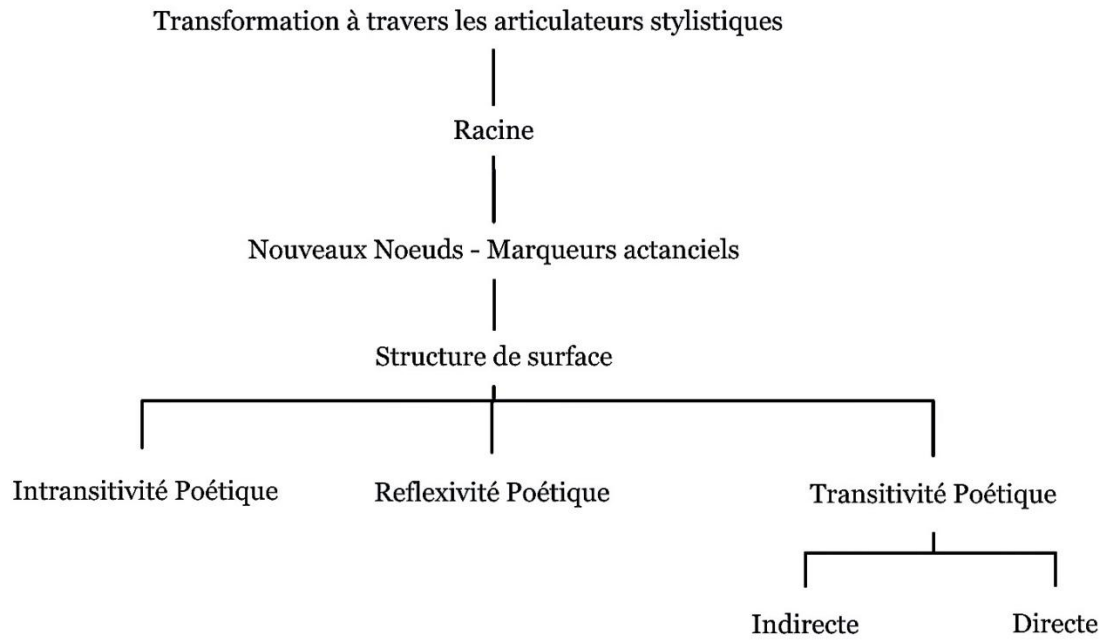 Transformation à travers les articulateurs stylistiques
Racine
Nouveaux Noeuds - Marqueurs actanciels
Structure de surface
Intransitivité Poétique
Reflexivité Poétique
Transitivité Poétique
Indirecte
Directe